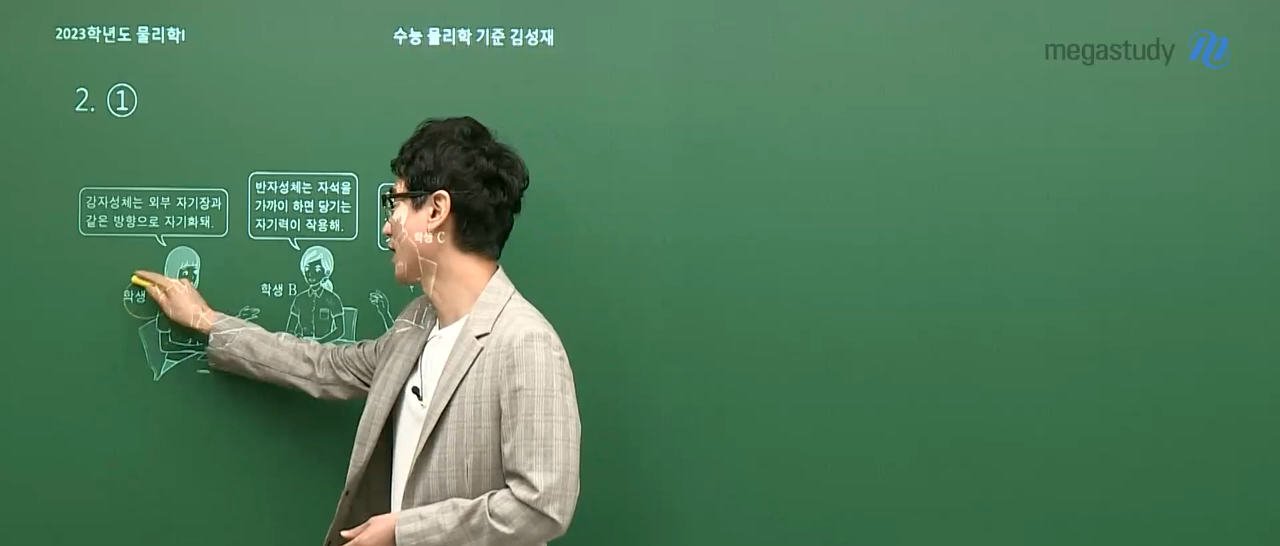 2023학년도 물리학I
수능 물리학 기준 김성재
megastudy
2. ①
강자성체는 외부 자기장과
같은 방향으로 자기화돼.
반자성체는 자석을
가까이 하면 당기는
자기력이 작용해.
학생
학생 B
학생 C